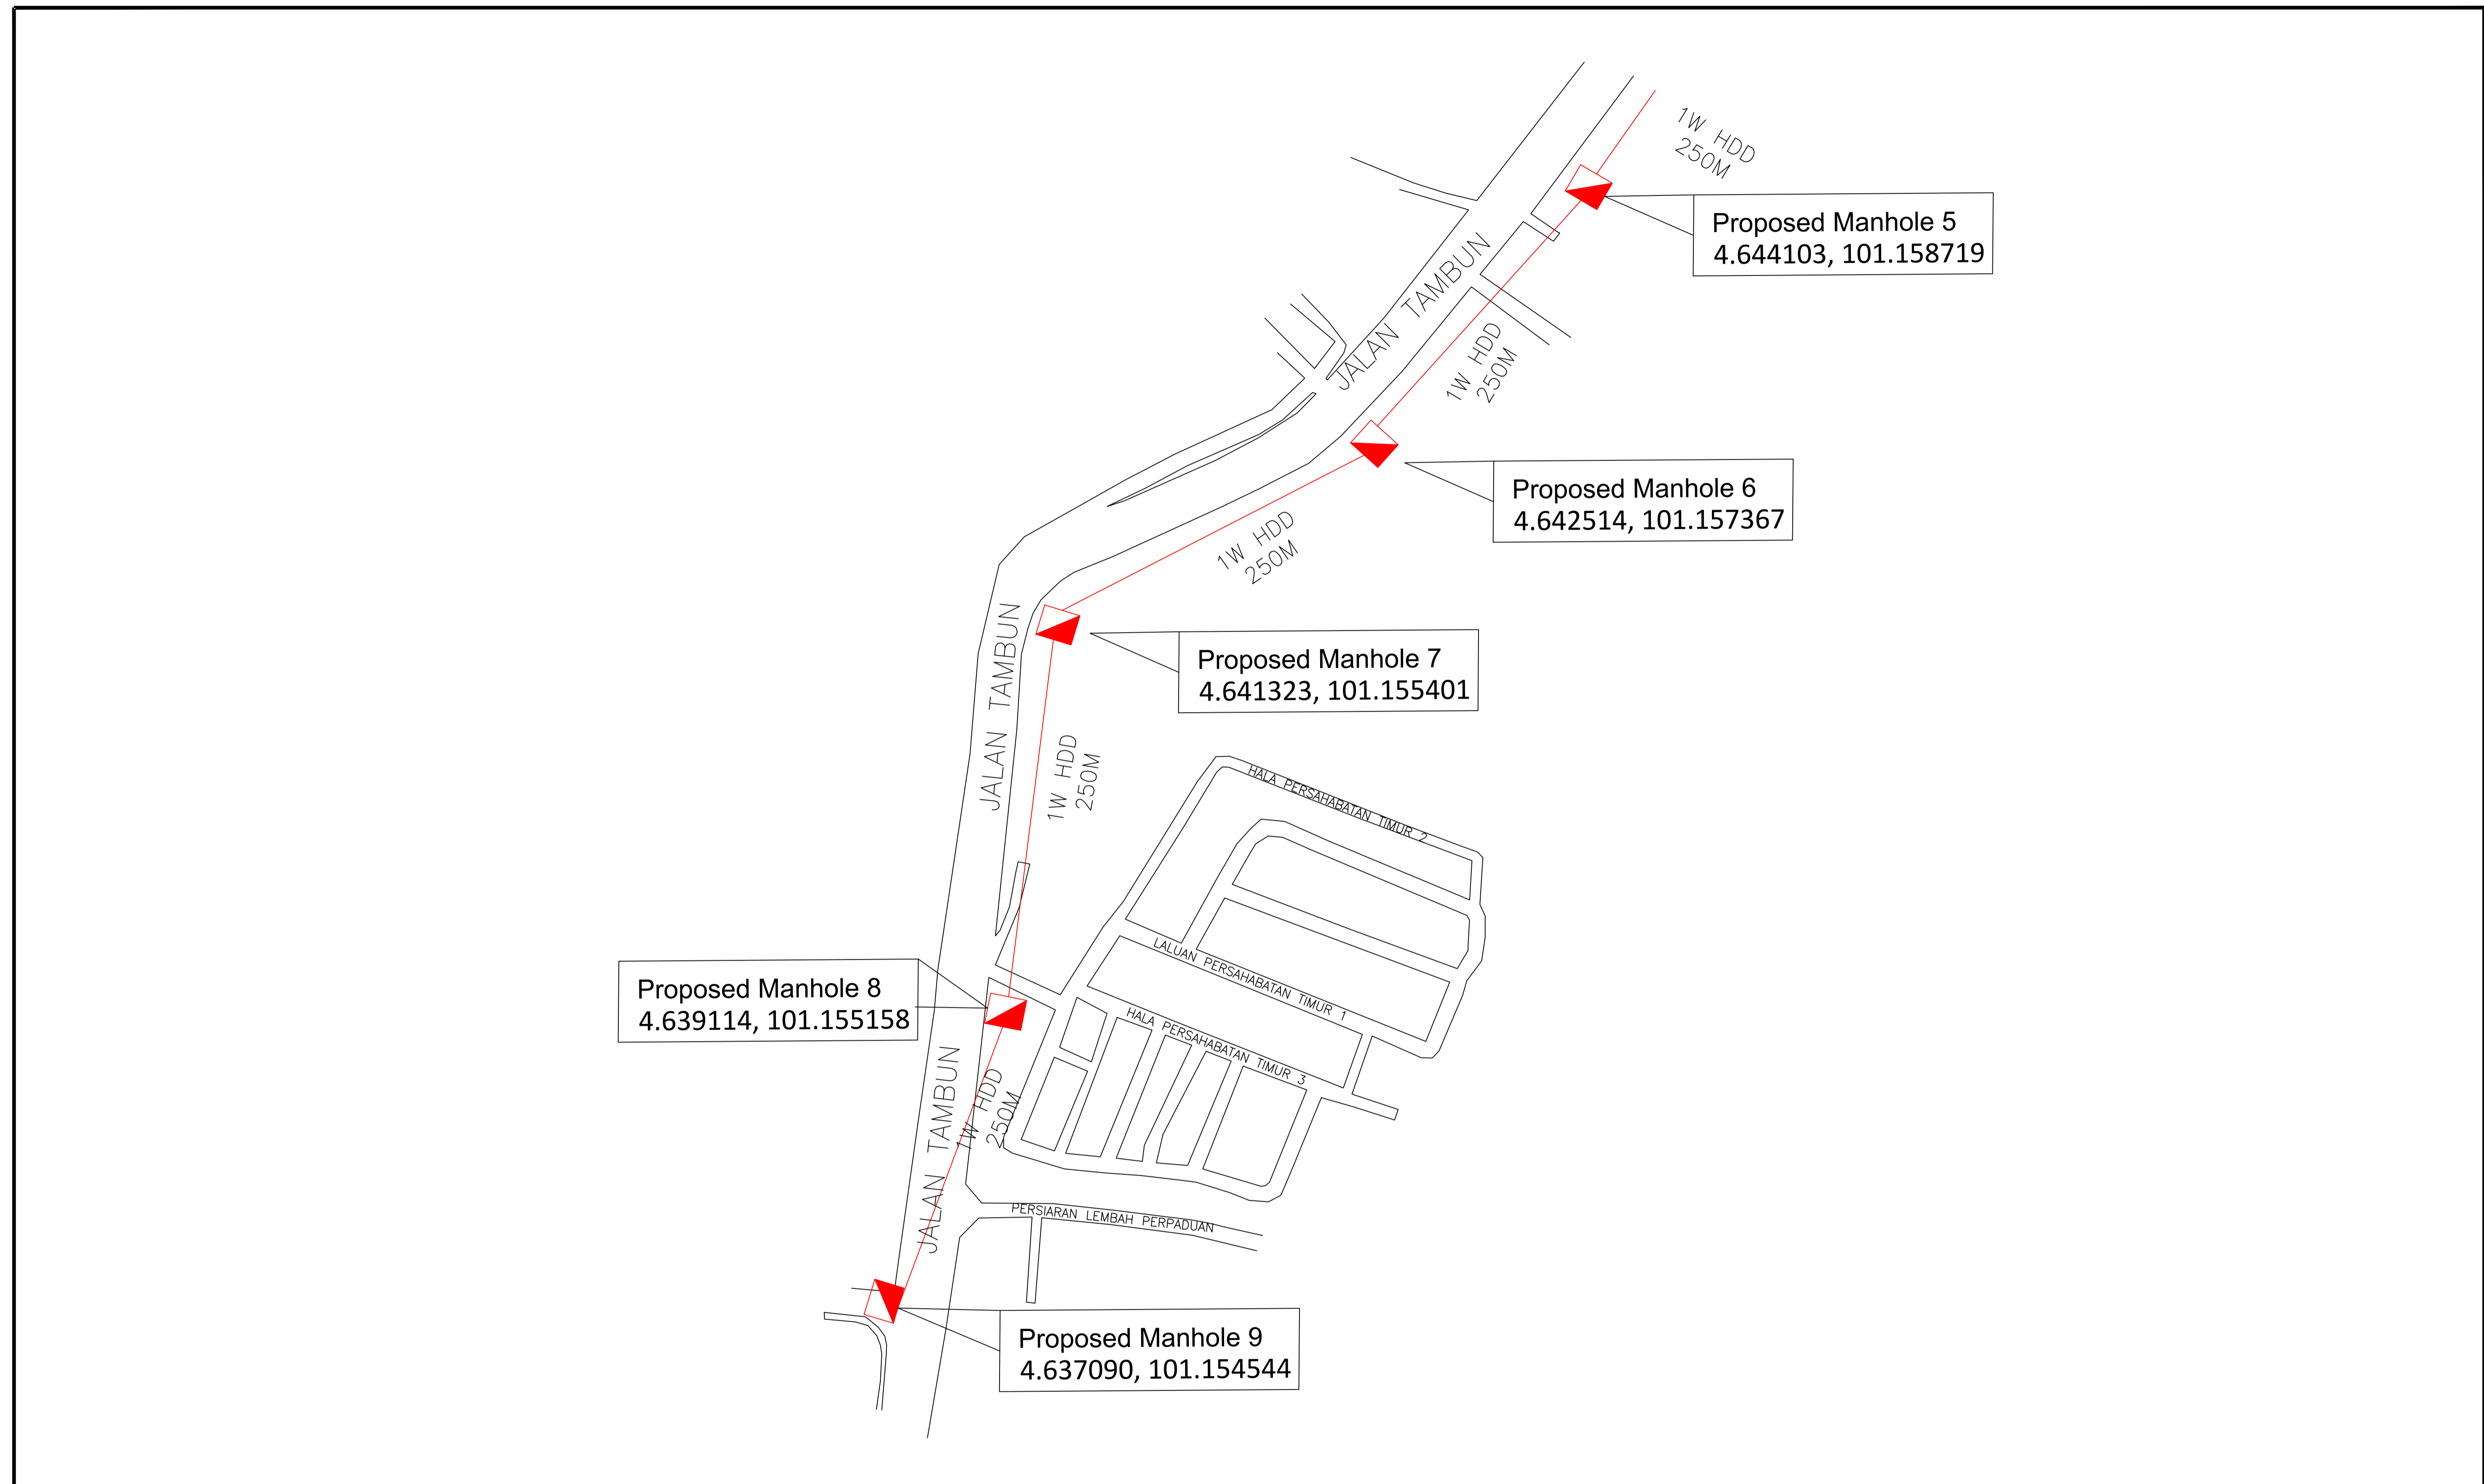 1W HDD
250M
Proposed Manhole 5
4.644103, 101.158719
JALAN TAMBUN
1W HDD
250M
Proposed Manhole 6
4.642514, 101.157367
1W HDD
250M
JALAN TAMBUN
Proposed Manhole 7
4.641323, 101.155401
1W HDD
250M
HALA PERSAHABATAN TIMUR 2
LALUAN PERSAHABATAN TIMUR 1
Proposed Manhole 8
4.639114, 101.155158
HALA PERSAHABATAN TIMUR 3
JALAN TAMBUN
1W HDD
250M
PERSIARAN LEMBAH PERPADUAN
Proposed Manhole 9
4.637090, 101.154544